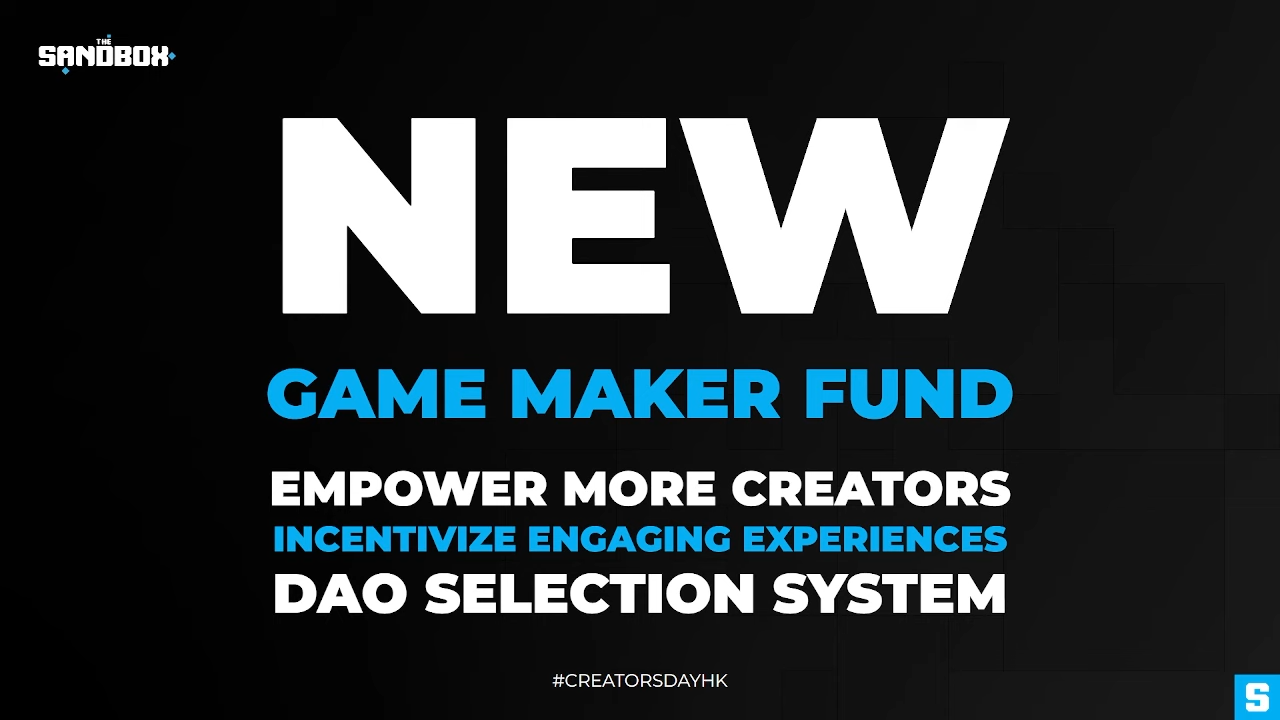 THE
SANDBOX
NEW
GAME MAKER FUND
EMPOWER MORE CREATORS
INCENTIVIZE ENGAGING EXPERIENCES
DAO SELECTION SYSTEM
#CREATORSDAYHK
S